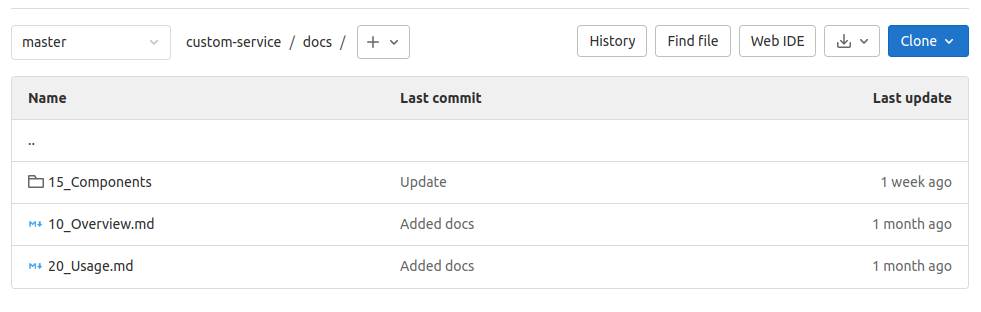 master custom-service / docs / History Find file Web IDE Clone
Name Last commit Last update
..
15_Components Update 1 week ago
M 10_Overview.md Added docs 1 month ago
M 20_Usage.md Added docs 1 month ago